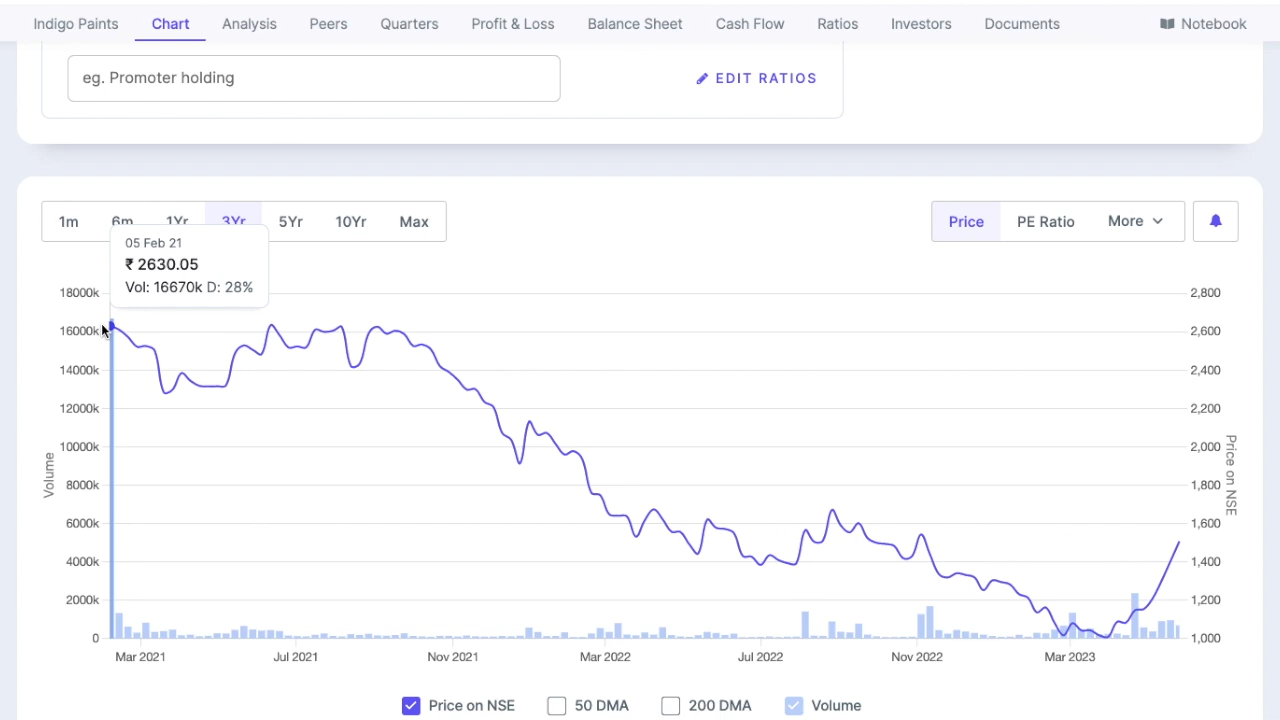 Indigo Paints Chart Analysis Peers Quarters Profit & Loss Balance Sheet Cash Flow Ratios Investors Documents Notebook
eg. Promoter holding EDIT RATIOS
1m 6m 1Yr 3Yr 5Yr 10Yr Max Price PE Ratio More
05 Feb 21
₹ 2630.05
Vol: 16670k D: 28%
18000k 2,800
16000k 2,600
14000k 2,400
12000k 2,200
10000k 2,000
8000k 1,800
6000k 1,600
4000k 1,400
2000k 1,200
0 1,000
Volume
Price on NSE
Mar 2021 Jul 2021 Nov 2021 Mar 2022 Jul 2022 Nov 2022 Mar 2023
Price on NSE 50 DMA 200 DMA Volume